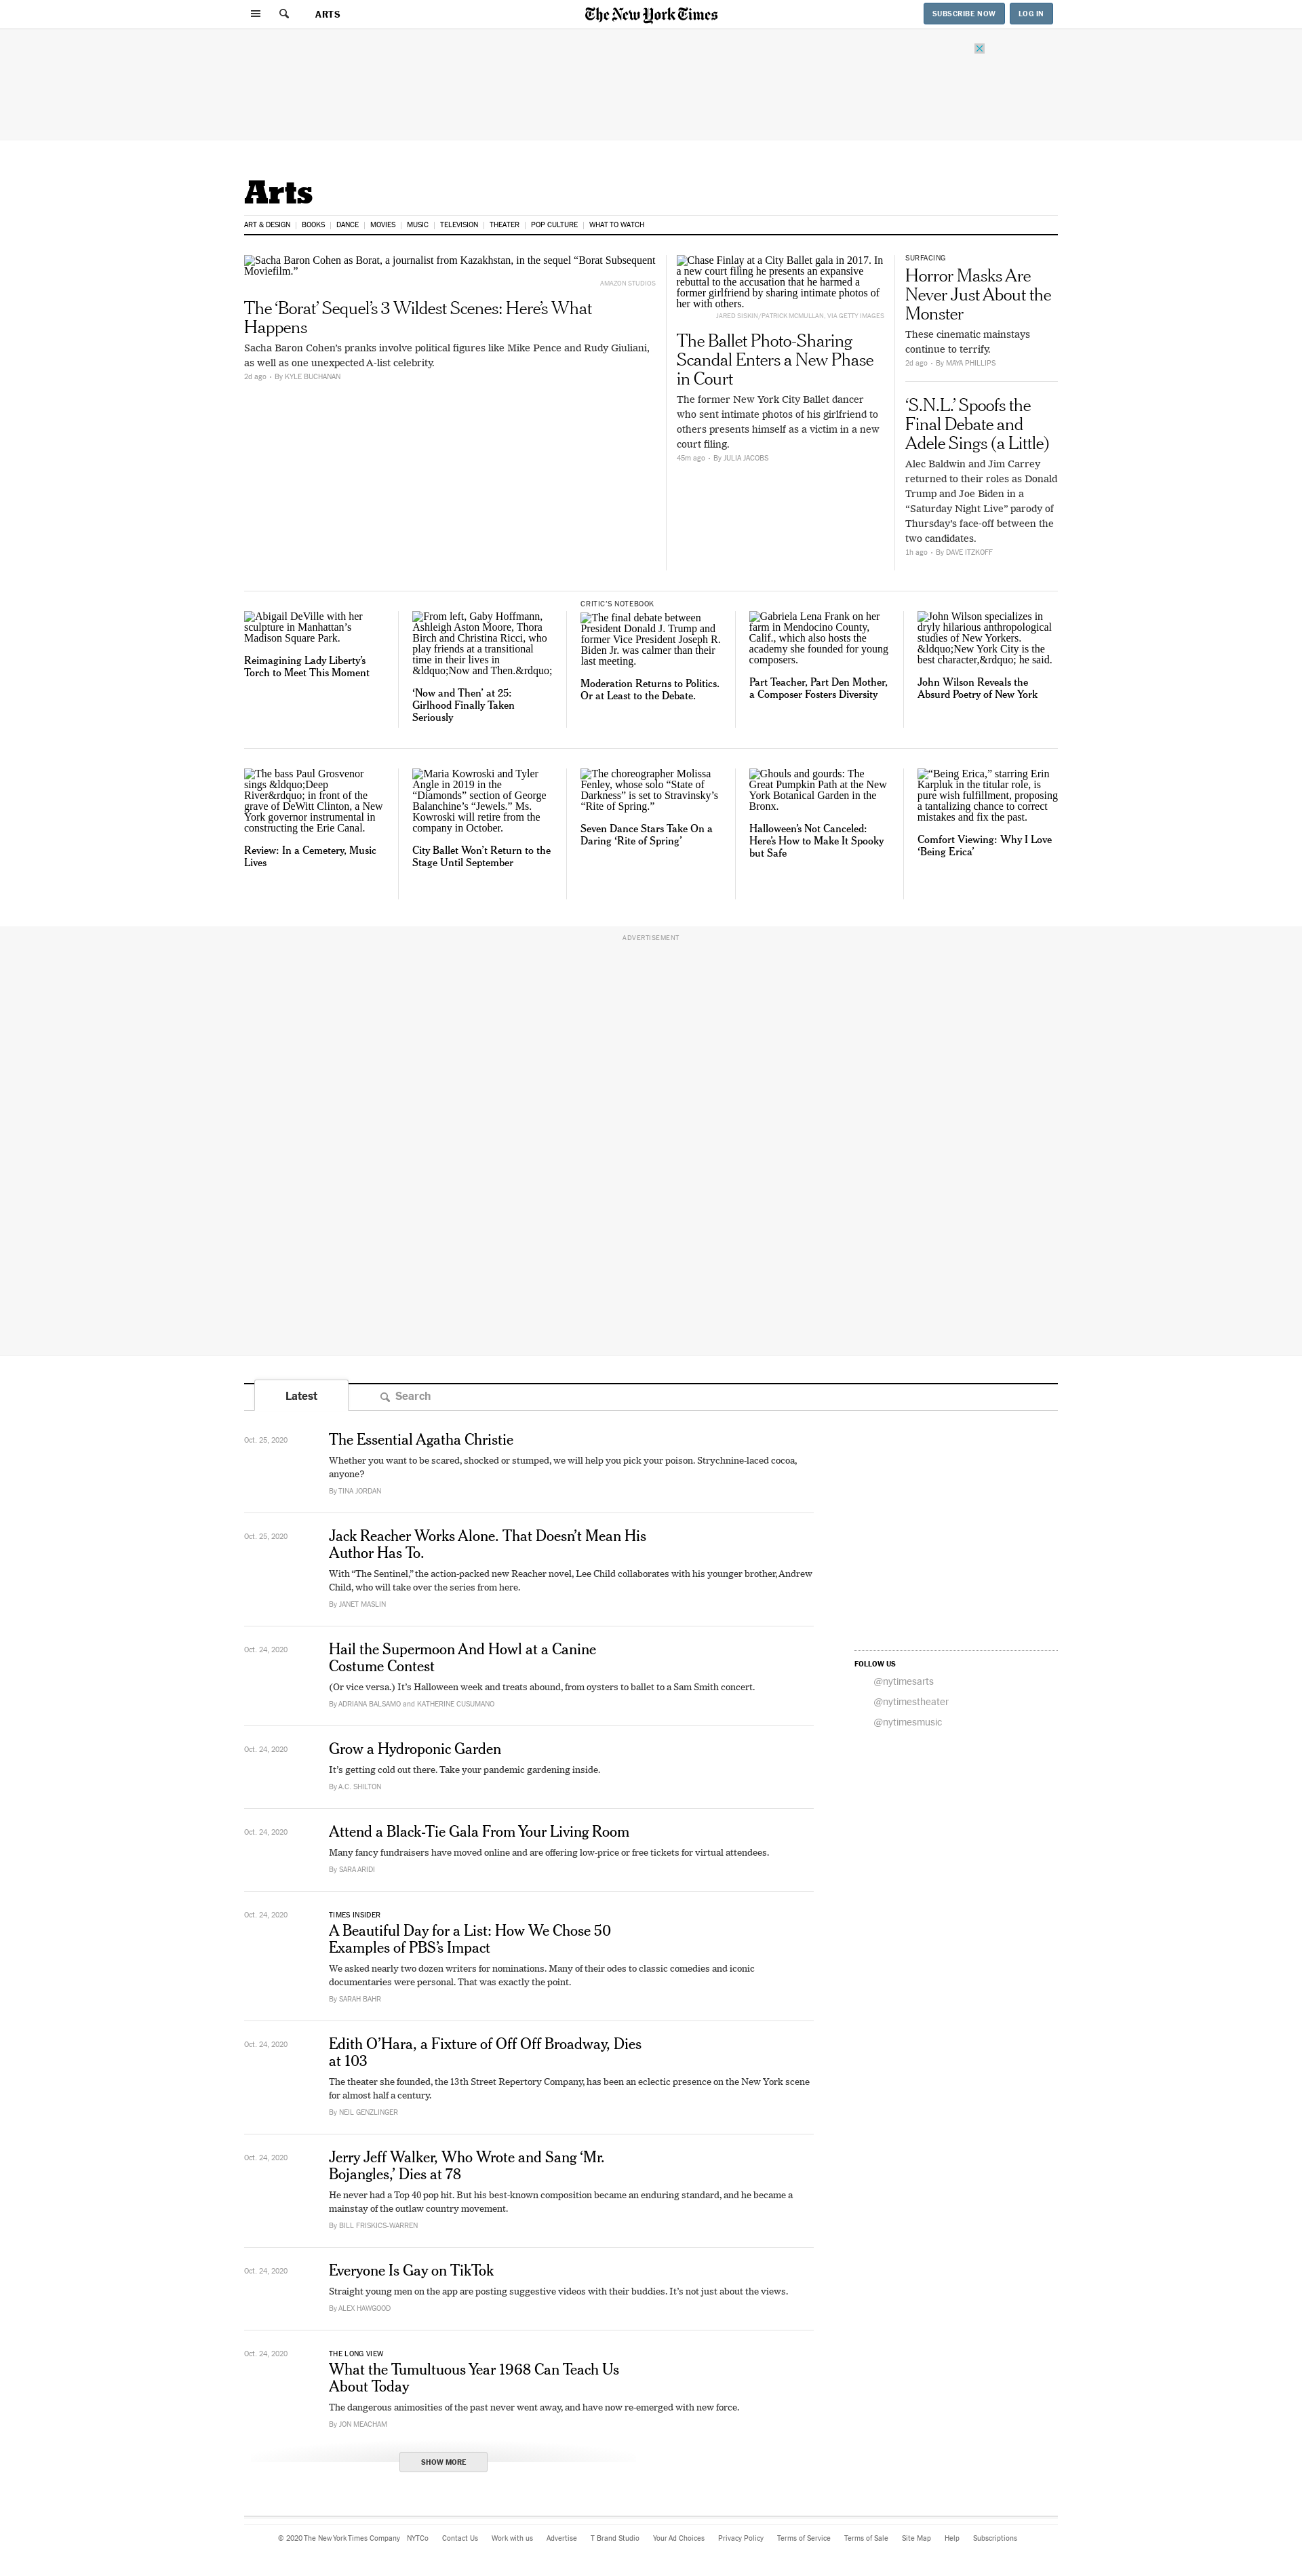 ARTS
The New York Times
SUBSCRIBE NOW
LOG IN
Arts
ART & DESIGN
BOOKS
DANCE
MOVIES
MUSIC
TELEVISION
THEATER
POP CULTURE
WHAT TO WATCH
Sacha Baron Cohen as Borat, a journalist from Kazakhstan, in the sequel “Borat Subsequent
Moviefilm.”
AMAZON STUDIOS
The ‘Borat’ Sequel’s 3 Wildest Scenes: Here’s What
Happens
Sacha Baron Cohen’s pranks involve political figures like Mike Pence and Rudy Giuliani,
as well as one unexpected A-list celebrity.
2d ago • By KYLE BUCHANAN
Chase Finlay at a City Ballet gala in 2017. In
a new court filing he presents an expansive
rebuttal to the accusation that he harmed a
former girlfriend by sharing intimate photos of
her with others.
JARED SISKIN/PATRICK MCMULLAN, VIA GETTY IMAGES
The Ballet Photo-Sharing
Scandal Enters a New Phase
in Court
The former New York City Ballet dancer
who sent intimate photos of his girlfriend to
others presents himself as a victim in a new
court filing.
45m ago • By JULIA JACOBS
SURFACING
Horror Masks Are
Never Just About the
Monster
These cinematic mainstays
continue to terrify.
2d ago • By MAYA PHILLIPS
‘S.N.L.’ Spoofs the
Final Debate and
Adele Sings (a Little)
Alec Baldwin and Jim Carrey
returned to their roles as Donald
Trump and Joe Biden in a
“Saturday Night Live” parody of
Thursday’s face-off between the
two candidates.
1h ago • By DAVE ITZKOFF
Abigail DeVille with her
sculpture in Manhattan’s
Madison Square Park.
Reimagining Lady Liberty’s
Torch to Meet This Moment
From left, Gaby Hoffmann,
Ashleigh Aston Moore, Thora
Birch and Christina Ricci, who
play friends at a transitional
time in their lives in
&ldquo;Now and Then.&rdquo;
‘Now and Then’ at 25:
Girlhood Finally Taken
Seriously
CRITIC’S NOTEBOOK
The final debate between
President Donald J. Trump and
former Vice President Joseph R.
Biden Jr. was calmer than their
last meeting.
Moderation Returns to Politics.
Or at Least to the Debate.
Gabriela Lena Frank on her
farm in Mendocino County,
Calif., which also hosts the
academy she founded for young
composers.
Part Teacher, Part Den Mother,
a Composer Fosters Diversity
John Wilson specializes in
dryly hilarious anthropological
studies of New Yorkers.
&ldquo;New York City is the
best character,&rdquo; he said.
John Wilson Reveals the
Absurd Poetry of New York
The bass Paul Grosvenor
sings &ldquo;Deep
River&rdquo; in front of the
grave of DeWitt Clinton, a New
York governor instrumental in
constructing the Erie Canal.
Review: In a Cemetery, Music
Lives
Maria Kowroski and Tyler
Angle in 2019 in the
“Diamonds” section of George
Balanchine’s “Jewels.” Ms.
Kowroski will retire from the
company in October.
City Ballet Won’t Return to the
Stage Until September
The choreographer Molissa
Fenley, whose solo “State of
Darkness” is set to Stravinsky’s
“Rite of Spring.”
Seven Dance Stars Take On a
Daring ‘Rite of Spring’
Ghouls and gourds: The
Great Pumpkin Path at the New
York Botanical Garden in the
Bronx.
Halloween’s Not Canceled:
Here’s How to Make It Spooky
but Safe
“Being Erica,” starring Erin
Karpluk in the titular role, is
pure wish fulfillment, proposing
a tantalizing chance to correct
mistakes and fix the past.
Comfort Viewing: Why I Love
‘Being Erica’
ADVERTISEMENT
Latest
Search
Oct. 25, 2020
The Essential Agatha Christie
Whether you want to be scared, shocked or stumped, we will help you pick your poison. Strychnine-laced cocoa,
anyone?
By TINA JORDAN
Oct. 25, 2020
Jack Reacher Works Alone. That Doesn’t Mean His
Author Has To.
With “The Sentinel,” the action-packed new Reacher novel, Lee Child collaborates with his younger brother, Andrew
Child, who will take over the series from here.
By JANET MASLIN
Oct. 24, 2020
Hail the Supermoon And Howl at a Canine
Costume Contest
(Or vice versa.) It’s Halloween week and treats abound, from oysters to ballet to a Sam Smith concert.
By ADRIANA BALSAMO and KATHERINE CUSUMANO
Oct. 24, 2020
Grow a Hydroponic Garden
It’s getting cold out there. Take your pandemic gardening inside.
By A.C. SHILTON
Oct. 24, 2020
Attend a Black-Tie Gala From Your Living Room
Many fancy fundraisers have moved online and are offering low-price or free tickets for virtual attendees.
By SARA ARIDI
Oct. 24, 2020
TIMES INSIDER
A Beautiful Day for a List: How We Chose 50
Examples of PBS’s Impact
We asked nearly two dozen writers for nominations. Many of their odes to classic comedies and iconic
documentaries were personal. That was exactly the point.
By SARAH BAHR
Oct. 24, 2020
Edith O’Hara, a Fixture of Off Off Broadway, Dies
at 103
The theater she founded, the 13th Street Repertory Company, has been an eclectic presence on the New York scene
for almost half a century.
By NEIL GENZLINGER
Oct. 24, 2020
Jerry Jeff Walker, Who Wrote and Sang ‘Mr.
Bojangles,’ Dies at 78
He never had a Top 40 pop hit. But his best-known composition became an enduring standard, and he became a
mainstay of the outlaw country movement.
By BILL FRISKICS-WARREN
Oct. 24, 2020
Everyone Is Gay on TikTok
Straight young men on the app are posting suggestive videos with their buddies. It’s not just about the views.
By ALEX HAWGOOD
Oct. 24, 2020
THE LONG VIEW
What the Tumultuous Year 1968 Can Teach Us
About Today
The dangerous animosities of the past never went away, and have now re-emerged with new force.
By JON MEACHAM
SHOW MORE
FOLLOW US
@nytimesarts
@nytimestheater
@nytimesmusic
© 2020 The New York Times Company NYTCo Contact Us Work with us Advertise T Brand Studio Your Ad Choices Privacy Policy Terms of Service Terms of Sale Site Map Help Subscriptions